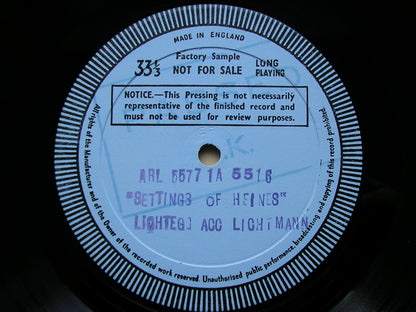 MADE IN ENGLAND
Factory Sample
33⅓ NOT FOR SALE LONG PLAYING
NOTICE.—This Pressing is not necessarily
representative of the finished record and
must not be used for review purposes.
U.K.
ARL 5577 1A 5516
"SETTINGS OF HEINES"
ACC LICHTMANN
All rights of the Manufacturer and of the Owner of the recorded work reserved. Unauthorised public performance, broadcasting and copying of this record prohibited.